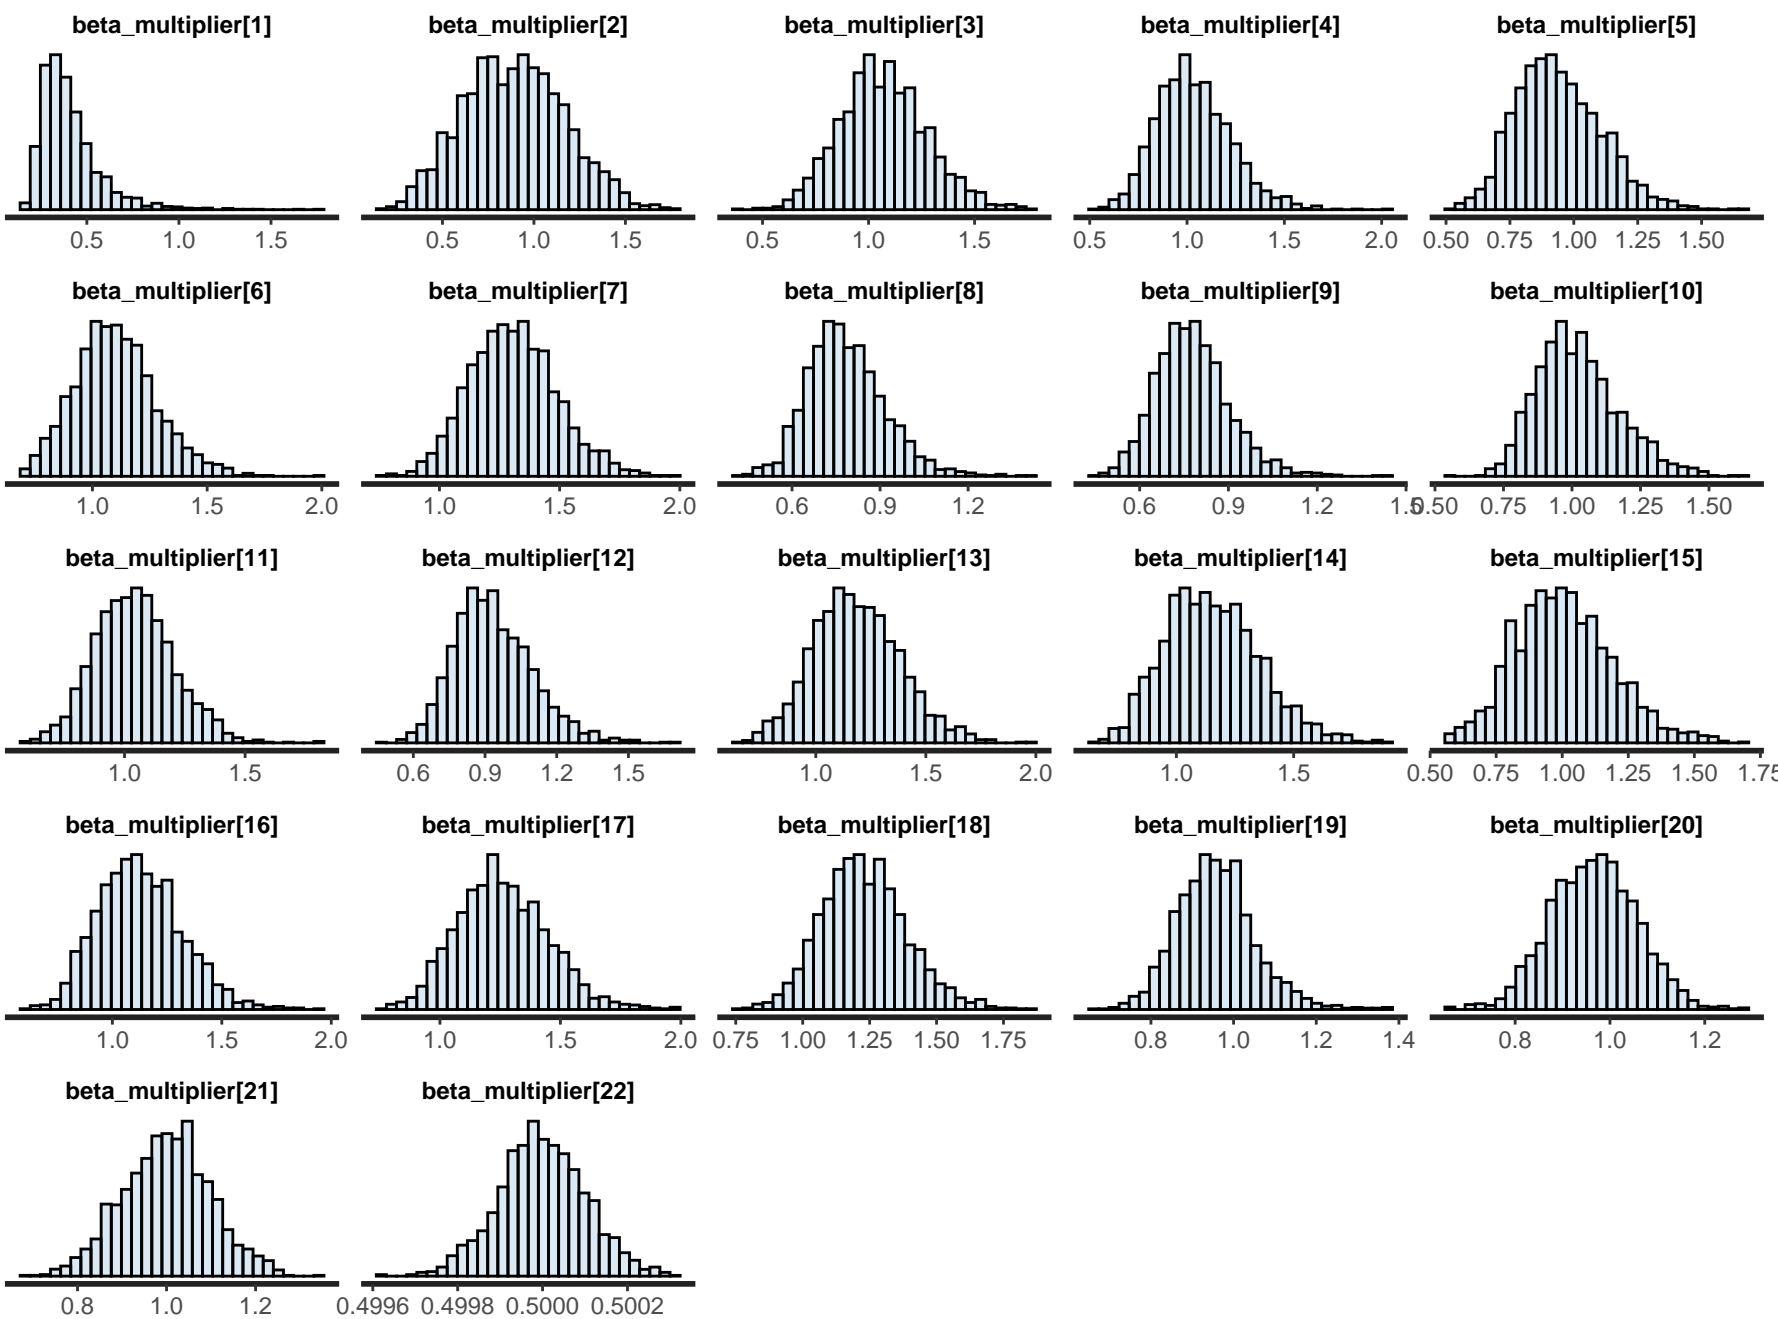 beta_multiplier[1] beta_multiplier[2] beta_multiplier[3] beta_multiplier[4] beta_multiplier[5]
0.5 1.0 1.5 0.5 1.0 1.5 0.5 1.0 1.5 0.5 1.0 1.5 2.0 0.50 0.75 1.00 1.25 1.50
beta_multiplier[6] beta_multiplier[7] beta_multiplier[8] beta_multiplier[9] beta_multiplier[10]
1.0 1.5 2.0 1.0 1.5 2.0 0.6 0.9 1.2 0.6 0.9 1.2 1.5 0.50 0.75 1.00 1.25 1.50
beta_multiplier[11] beta_multiplier[12] beta_multiplier[13] beta_multiplier[14] beta_multiplier[15]
1.0 1.5 0.6 0.9 1.2 1.5 1.0 1.5 2.0 1.0 1.5 0.50 0.75 1.00 1.25 1.50 1.75
beta_multiplier[16] beta_multiplier[17] beta_multiplier[18] beta_multiplier[19] beta_multiplier[20]
1.0 1.5 2.0 1.0 1.5 2.0 0.75 1.00 1.25 1.50 1.75 0.8 1.0 1.2 1.4 0.8 1.0 1.2
beta_multiplier[21] beta_multiplier[22]
0.8 1.0 1.2 0.4996 0.4998 0.5000 0.5002